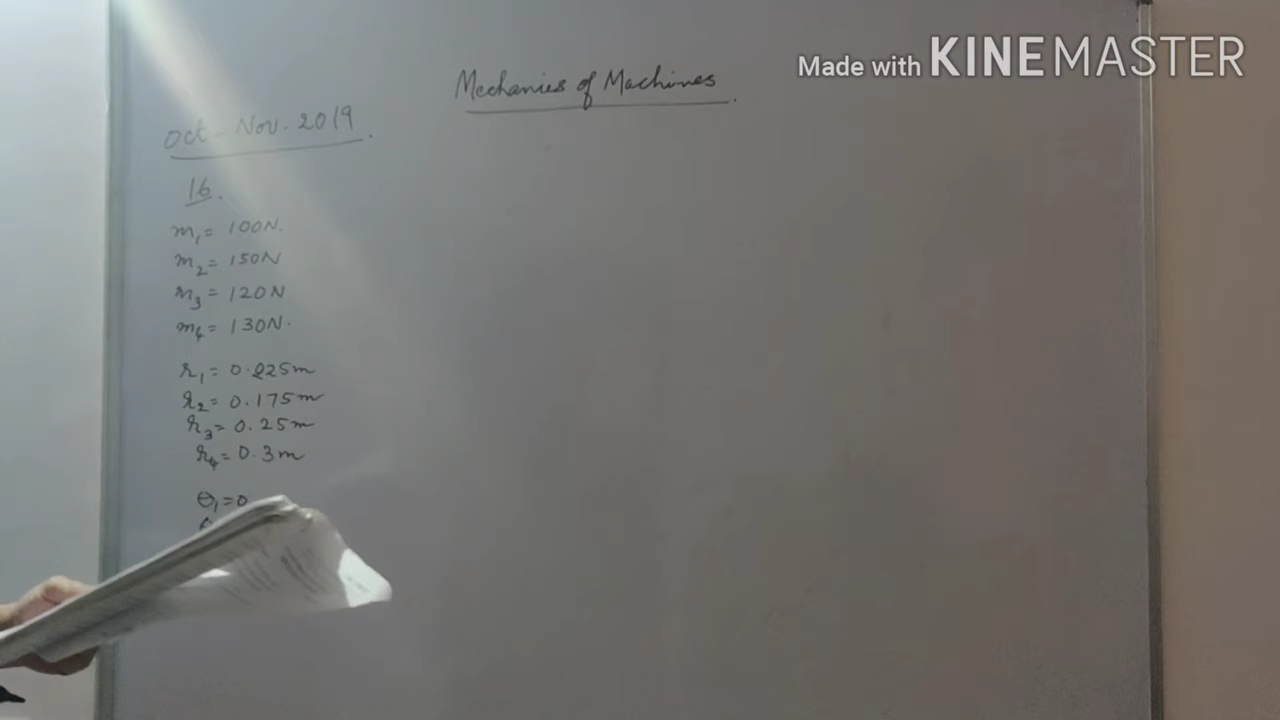 Made with KINEMASTER
Mechanics of Machines
Oct - Nov. 2019.
16.
m₁ = 100N.
m₂ = 150N
m₃ = 120N
m₄ = 130N.
r₁ = 0.225m
r₂ = 0.175m
r₃ = 0.25m
r₄ = 0.3m
θ₁ = 0